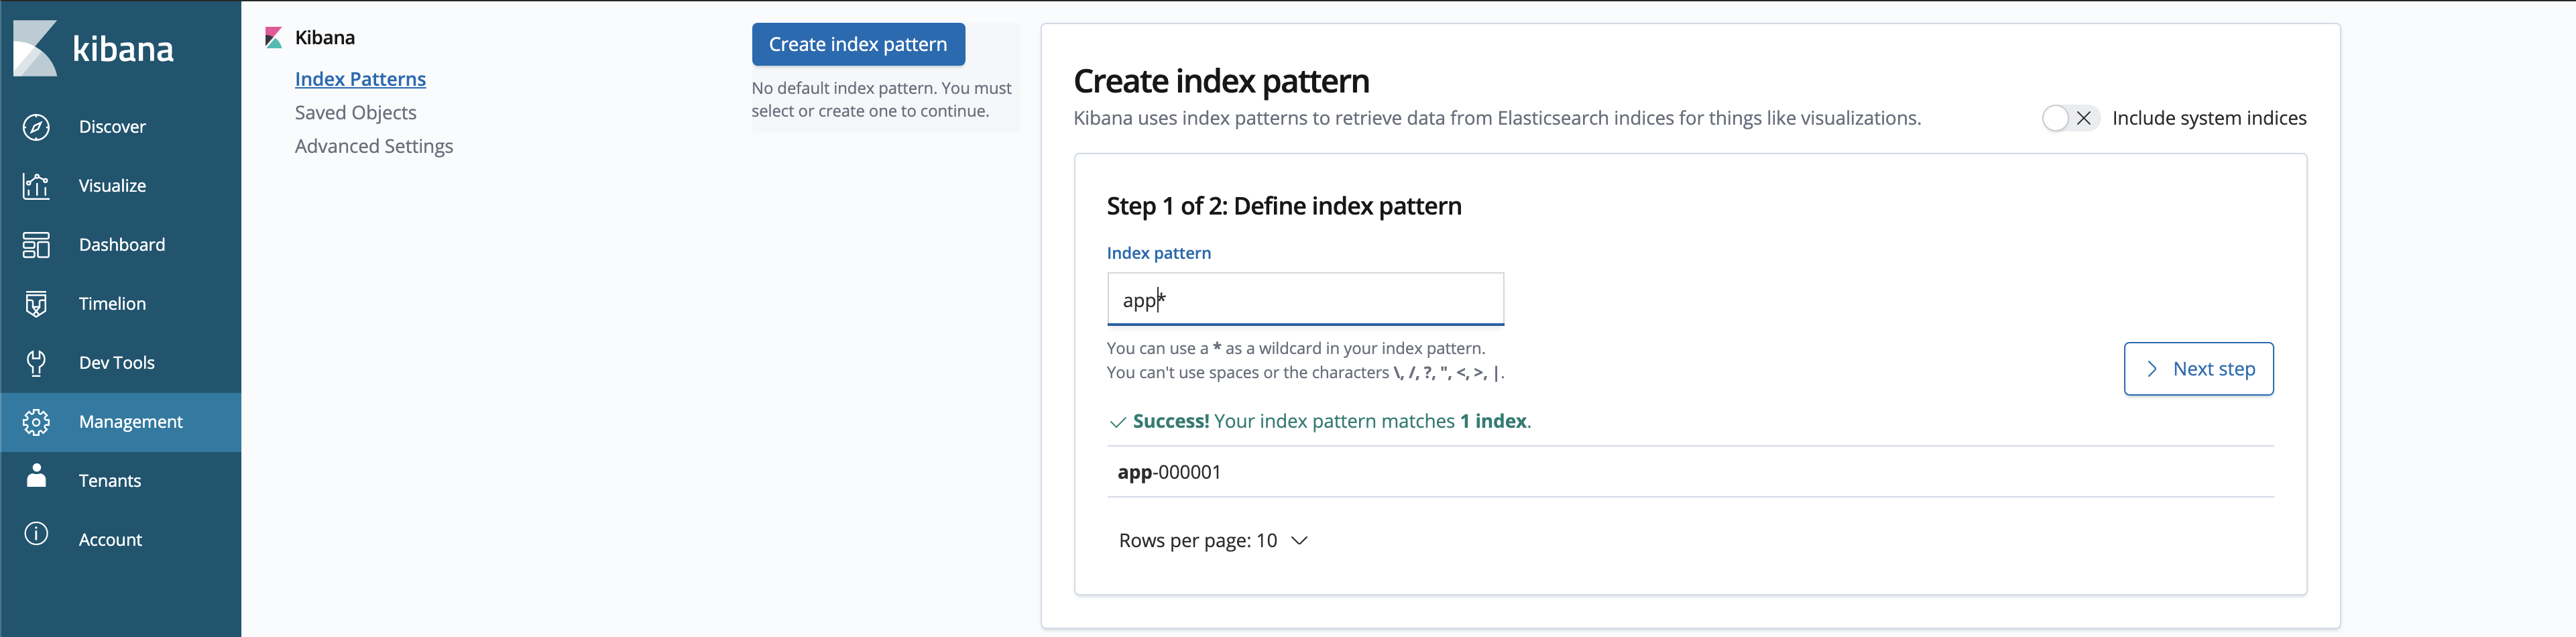 kibana
Discover
Visualize
Dashboard
Timelion
Dev Tools
Management
Tenants
Account
Kibana
Index Patterns
Saved Objects
Advanced Settings
Create index pattern
No default index pattern. You must
select or create one to continue.
Create index pattern
Kibana uses index patterns to retrieve data from Elasticsearch indices for things like visualizations.
Include system indices
Step 1 of 2: Define index pattern
Index pattern
app*
You can use a * as a wildcard in your index pattern.
You can't use spaces or the characters \, /, ?, ", <, >, |.
Next step
Success! Your index pattern matches 1 index.
app-000001
Rows per page: 10